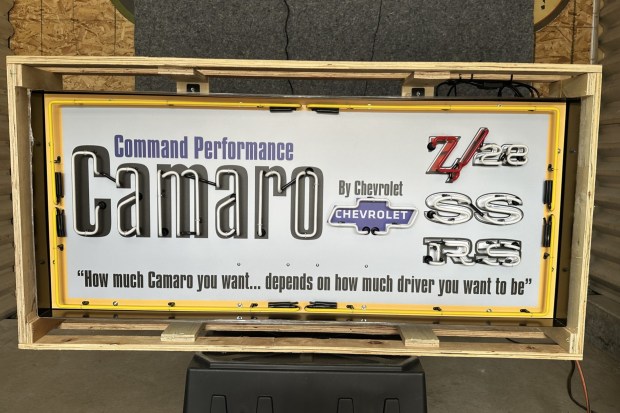 Command Performance
Camaro
By Chevrolet
CHEVROLET
Z/28
SS
RS
“How much Camaro you want... depends on how much driver you want to be”